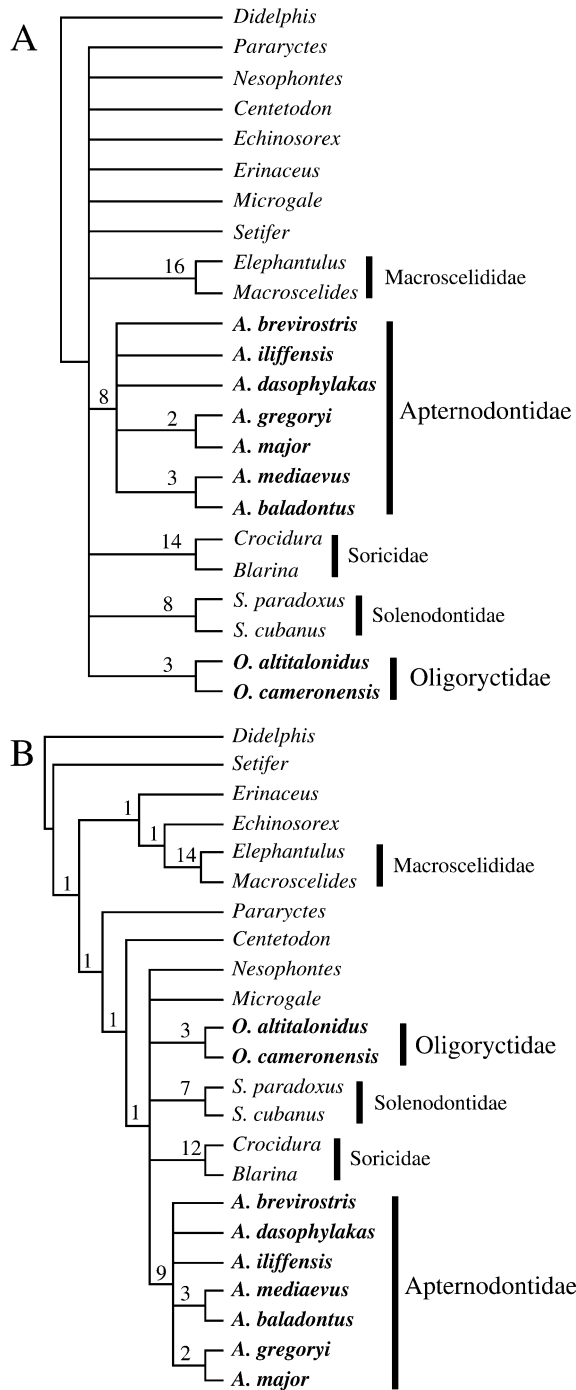 A
Didelphis
Pararyctes
Nesophontes
Centetodon
Echinosorex
Erinaceus
Microgale
Setifer
16
Elephantulus
Macroscelides
Macroscelididae
8
A. brevirostris
A. iliffensis
A. dasophylakas
2
A. gregoryi
A. major
3
A. mediaevus
A. baladontus
Apternodontidae
14
Crocidura
Blarina
Soricidae
8
S. paradoxus
S. cubanus
Solenodontidae
3
O. altitalonidus
O. cameronensis
Oligoryctidae
B
Didelphis
Setifer
1
1
Erinaceus
1
Echinosorex
14
Elephantulus
Macroscelides
Macroscelididae
1
Pararyctes
1
Centetodon
1
Nesophontes
Microgale
3
O. altitalonidus
O. cameronensis
Oligoryctidae
7
S. paradoxus
S. cubanus
Solenodontidae
12
Crocidura
Blarina
Soricidae
9
A. brevirostris
A. dasophylakas
A. iliffensis
3
A. mediaevus
A. baladontus
2
A. gregoryi
A. major
Apternodontidae